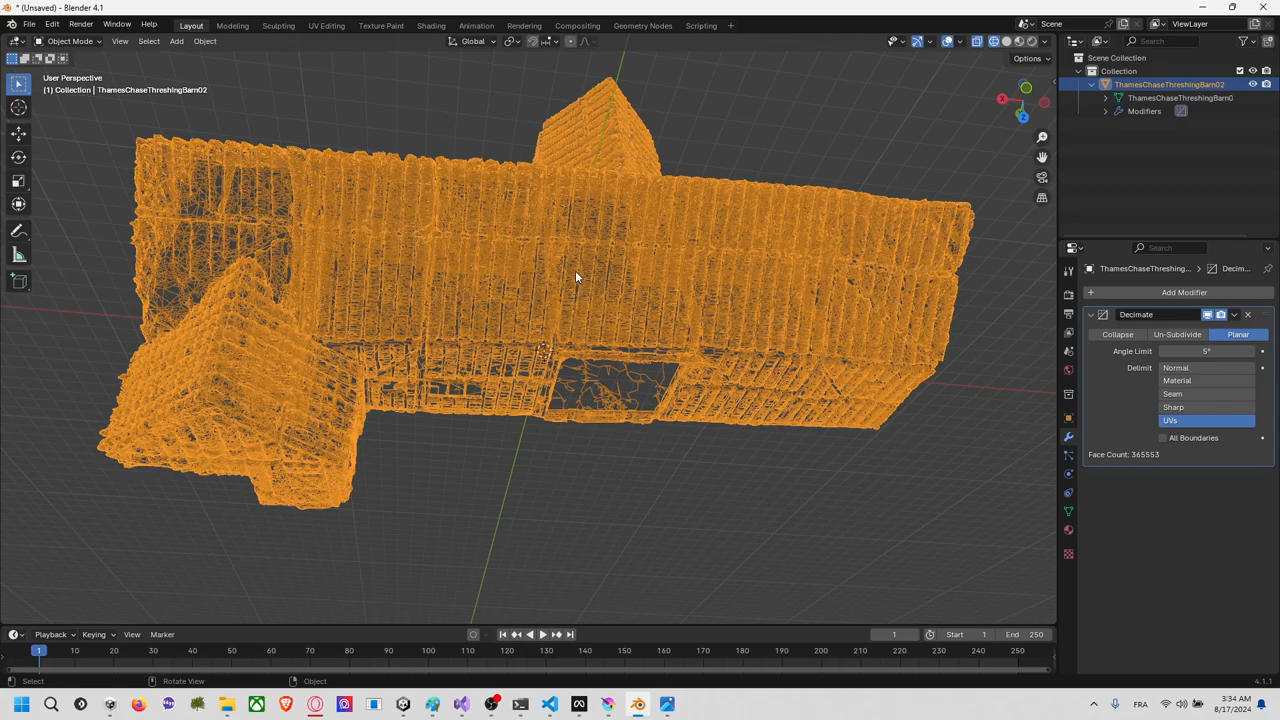 * (Unsaved) - Blender 4.1
File Edit Render Window Help Layout Modeling Sculpting UV Editing Texture Paint Shading Animation Rendering Compositing Geometry Nodes Scripting + Scene ViewLayer
Object Mode View Select Add Object Global Search
Options
User Perspective
(1) Collection | ThamesChaseThreshingBarn02
X
Y
Z
Scene Collection
Collection
ThamesChaseThreshingBarn02
ThamesChaseThreshingBarn0
Modifiers
Search
ThamesChaseThreshing... > Decim...
+ Add Modifier
Decimate
Collapse Un-Subdivide Planar
Angle Limit 5°
Delimit Normal
Material
Seam
Sharp
UVs
All Boundaries
Face Count: 365553
Playback Keying View Marker 1 Start 1 End 250
1 10 20 30 40 50 60 70 80 90 100 110 120 130 140 150 160 170 180 190 200 210 220 230 240 250
Select Rotate View Object 4.1.1
FRA 3:34 AM
8/17/2024